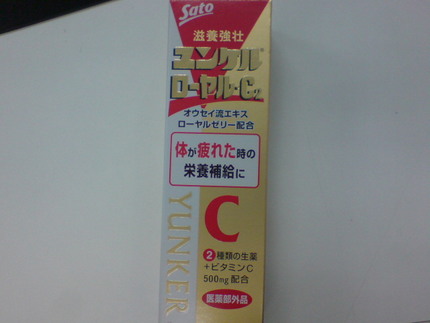 Sato
滋養強壮
ユンケル
ローヤル・C2
オウセイ流エキス
ローヤルゼリー配合
体が疲れた時の
栄養補給に
C
YUNKER
2種類の生薬
+ビタミンC
500mg配合
医薬部外品